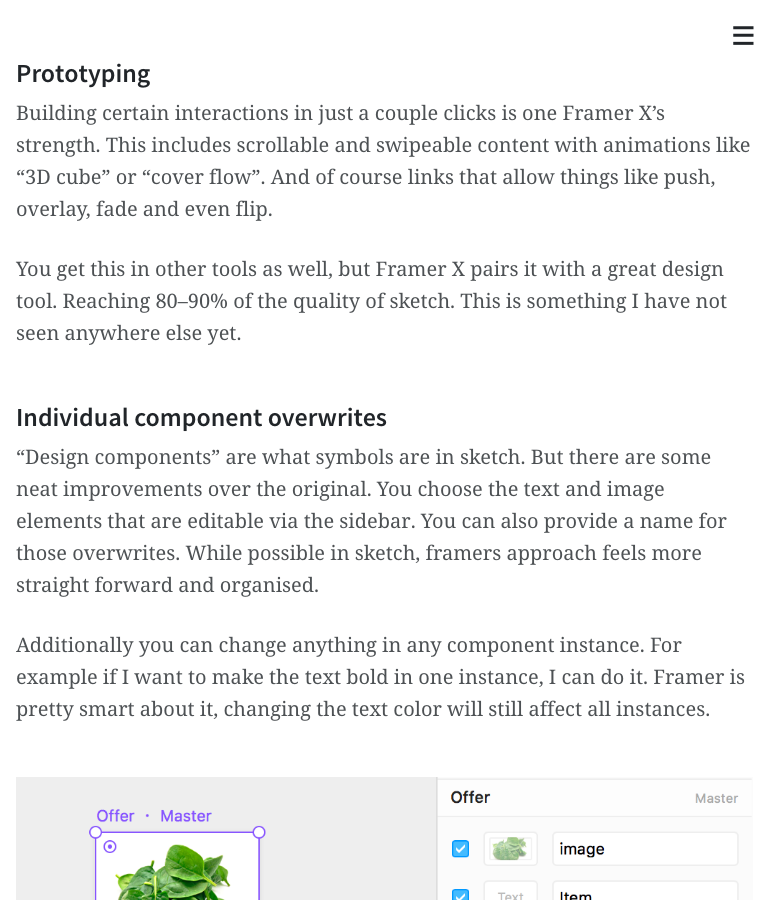 Prototyping
Building certain interactions in just a couple clicks is one Framer X’s
strength. This includes scrollable and swipeable content with animations like
“3D cube” or “cover flow”. And of course links that allow things like push,
overlay, fade and even flip.
You get this in other tools as well, but Framer X pairs it with a great design
tool. Reaching 80–90% of the quality of sketch. This is something I have not
seen anywhere else yet.
Individual component overwrites
“Design components” are what symbols are in sketch. But there are some
neat improvements over the original. You choose the text and image
elements that are editable via the sidebar. You can also provide a name for
those overwrites. While possible in sketch, framers approach feels more
straight forward and organised.
Additionally you can change anything in any component instance. For
example if I want to make the text bold in one instance, I can do it. Framer is
pretty smart about it, changing the text color will still affect all instances.
Offer · Master
Offer Master
image
Text Item